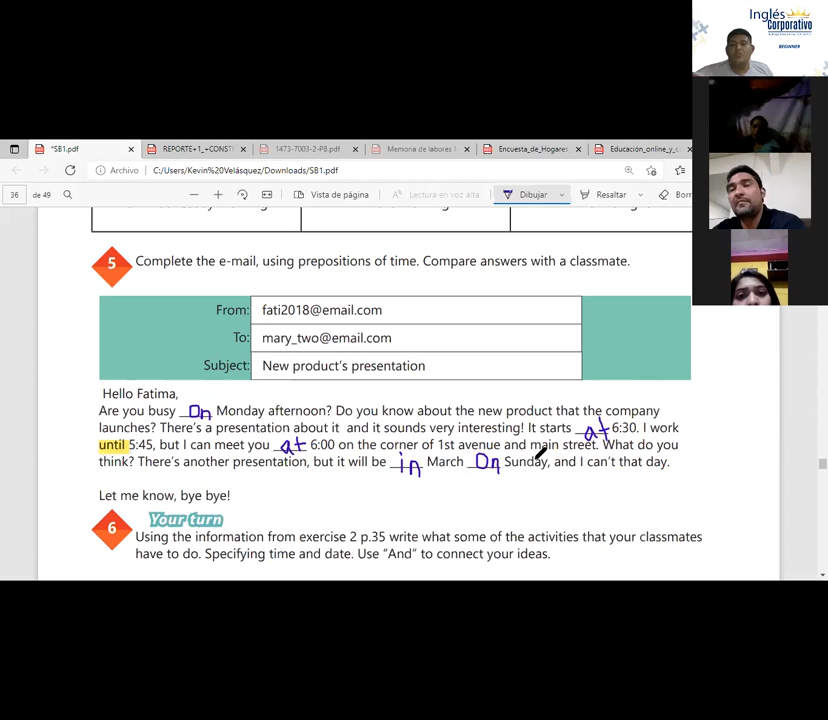 Inglés
Corporativo
BEGINNER
*SB1.pdf
REPORTE+1_+CONST
1473-7003-2-PB.pdf
Memoria de labores
Encuesta_de_Hogares
Educación_online_y_c
Archivo C:/Users/Kevin%20Velásquez/Downloads/SB1.pdf
36 de 49
Vista de página
Lectura en voz alta
Dibujar
Resaltar
Borr
5 Complete the e-mail, using prepositions of time. Compare answers with a classmate.
From: fati2018@email.com
To: mary_two@email.com
Subject: New product's presentation
Hello Fatima,
Are you busy on Monday afternoon? Do you know about the new product that the company
launches? There's a presentation about it and it sounds very interesting! It starts at 6:30. I work
until 5:45, but I can meet you at 6:00 on the corner of 1st avenue and main street. What do you
think? There's another presentation, but it will be in March On Sunday, and I can't that day.
Let me know, bye bye!
Your turn
6 Using the information from exercise 2 p.35 write what some of the activities that your classmates
have to do. Specifying time and date. Use "And" to connect your ideas.